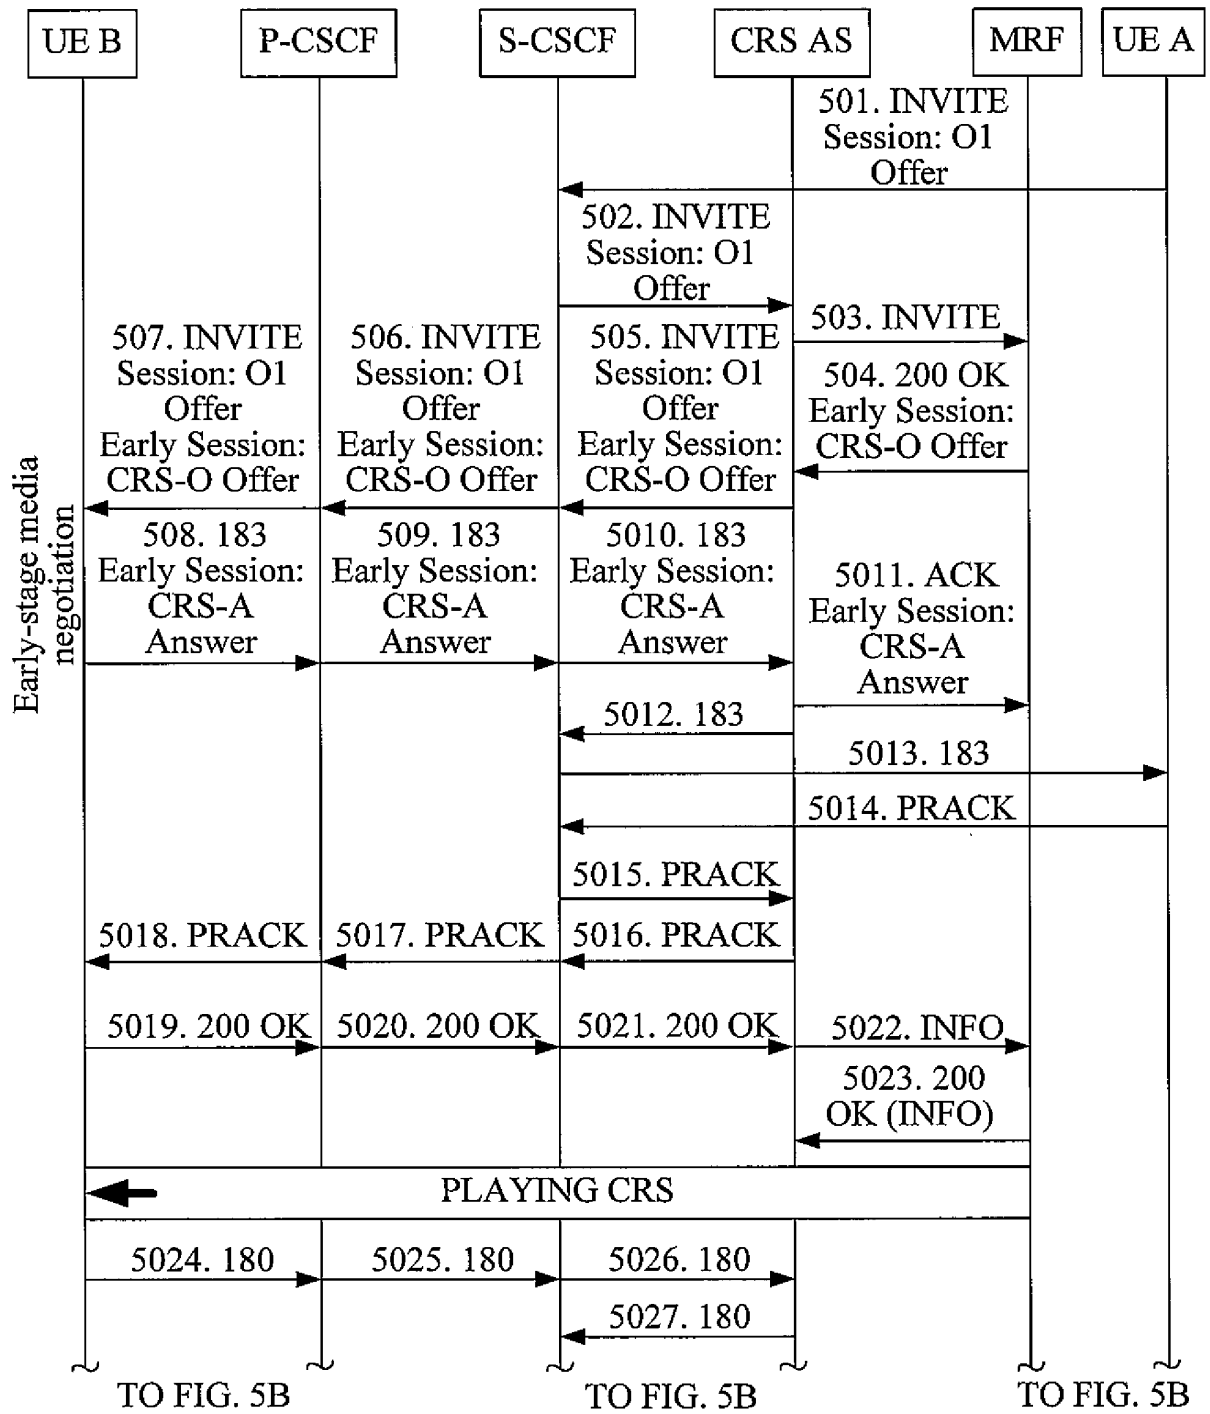 UE B
P-CSCF
S-CSCF
CRS AS
MRF
UE A
501. INVITE
Session: O1
Offer
502. INVITE
Session: O1
Offer
503. INVITE
504. 200 OK
Early Session:
CRS-O Offer
505. INVITE
Session: O1
Offer
Early Session:
CRS-O Offer
506. INVITE
Session: O1
Offer
Early Session:
CRS-O Offer
507. INVITE
Session: O1
Offer
Early Session:
CRS-O Offer
Early-stage media
negotiation
508. 183
Early Session:
CRS-A
Answer
509. 183
Early Session:
CRS-A
Answer
5010. 183
Early Session:
CRS-A
Answer
5011. ACK
Early Session:
CRS-A
Answer
5012. 183
5013. 183
5014. PRACK
5015. PRACK
5018. PRACK
5017. PRACK
5016. PRACK
5019. 200 OK
5020. 200 OK
5021. 200 OK
5022. INFO
5023. 200
OK (INFO)
PLAYING CRS
5024. 180
5025. 180
5026. 180
5027. 180
TO FIG. 5B
TO FIG. 5B
TO FIG. 5B